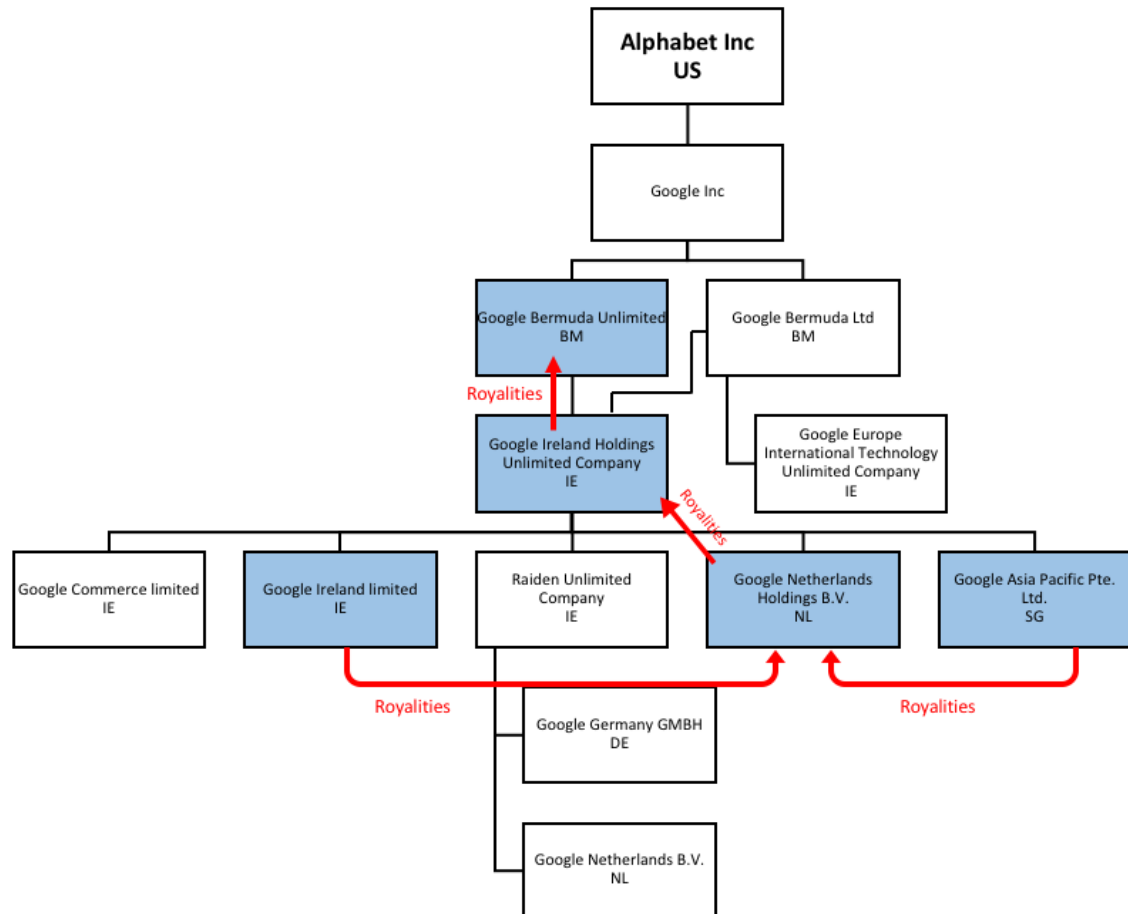 Alphabet Inc
US
Google Inc
Google Bermuda Unlimited
BM
Google Bermuda Ltd
BM
Royalities
Google Ireland Holdings
Unlimited Company
IE
Google Europe
International Technology
Unlimited Company
IE
Royalities
Google Commerce limited
IE
Google Ireland limited
IE
Raiden Unlimited
Company
IE
Google Netherlands
Holdings B.V.
NL
Google Asia Pacific Pte.
Ltd.
SG
Royalities
Royalities
Google Germany GMBH
DE
Google Netherlands B.V.
NL